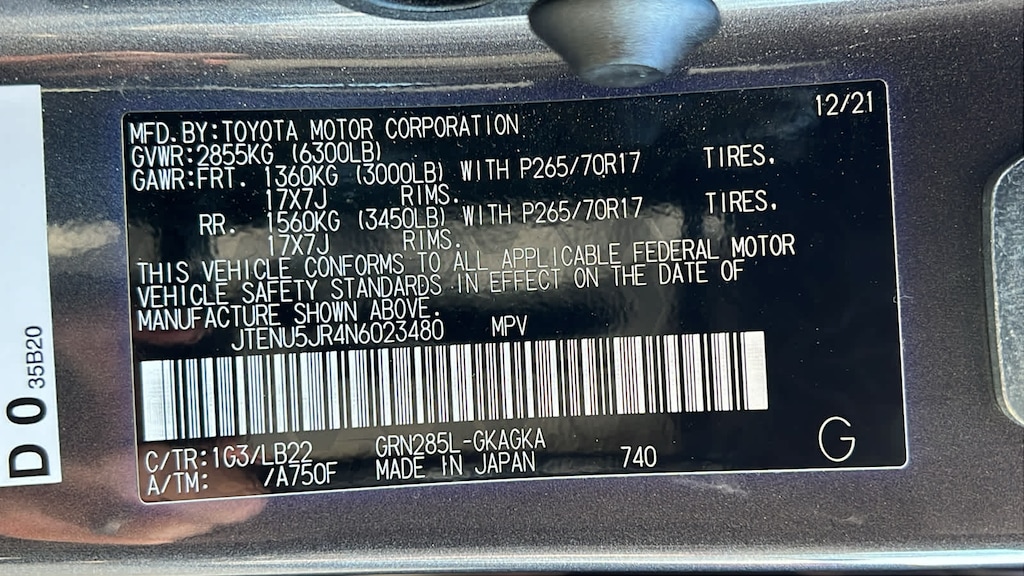 12/21
MFD. BY:TOYOTA MOTOR CORPORATION
GVWR:2855KG (6300LB)
GAWR:FRT. 1360KG (3000LB) WITH P265/70R17 TIRES,
17X7J RIMS.
RR. 1560KG (3450LB) WITH P265/70R17 TIRES,
17X7J RIMS.
THIS VEHICLE CONFORMS TO ALL APPLICABLE FEDERAL MOTOR
VEHICLE SAFETY STANDARDS IN EFFECT ON THE DATE OF
MANUFACTURE SHOWN ABOVE.
JTENU5JR4N6023480 MPV
C/TR:1G3/LB22 GRN285L-GKAGKA
A/TM: /A750F MADE IN JAPAN 740
G
D 0 35B20